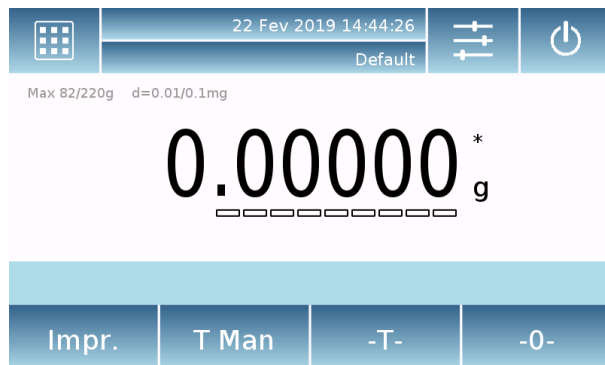 22 Fev 2019 14:44:26
Default
Max 82/220g d=0.01/0.1mg
0.00000 * g
Impr. T Man -T- -0-